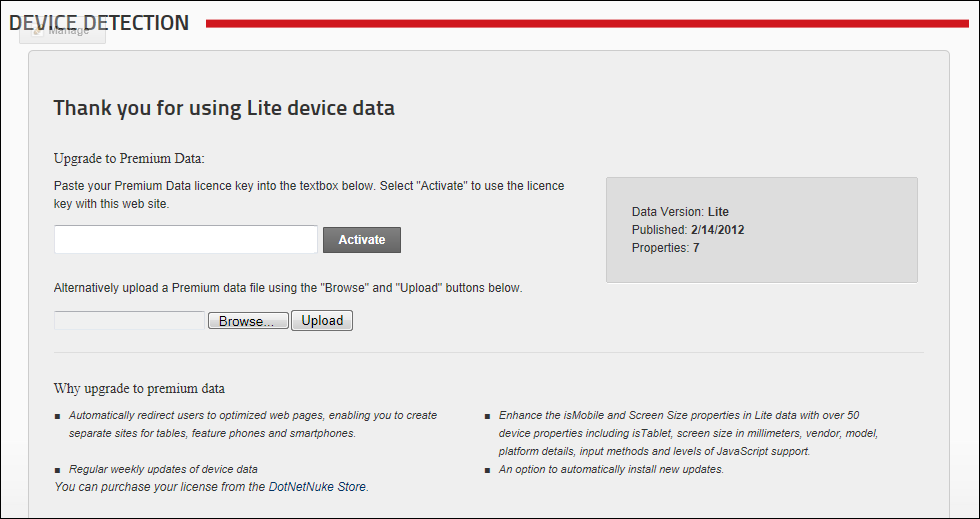 DEVICE DETECTION
Manage
Thank you for using Lite device data
Upgrade to Premium Data:
Paste your Premium Data licence key into the textbox below. Select "Activate" to use the licence
key with this web site.
Activate
Data Version: Lite
Published: 2/14/2012
Properties: 7
Alternatively upload a Premium data file using the "Browse" and "Upload" buttons below.
Browse...
Upload
Why upgrade to premium data
Automatically redirect users to optimized web pages, enabling you to create
separate sites for tables, feature phones and smartphones.
Enhance the isMobile and Screen Size properties in Lite data with over 50
device properties including isTablet, screen size in millimeters, vendor, model,
platform details, input methods and levels of JavaScript support.
Regular weekly updates of device data
An option to automatically install new updates.
You can purchase your license from the DotNetNuke Store.